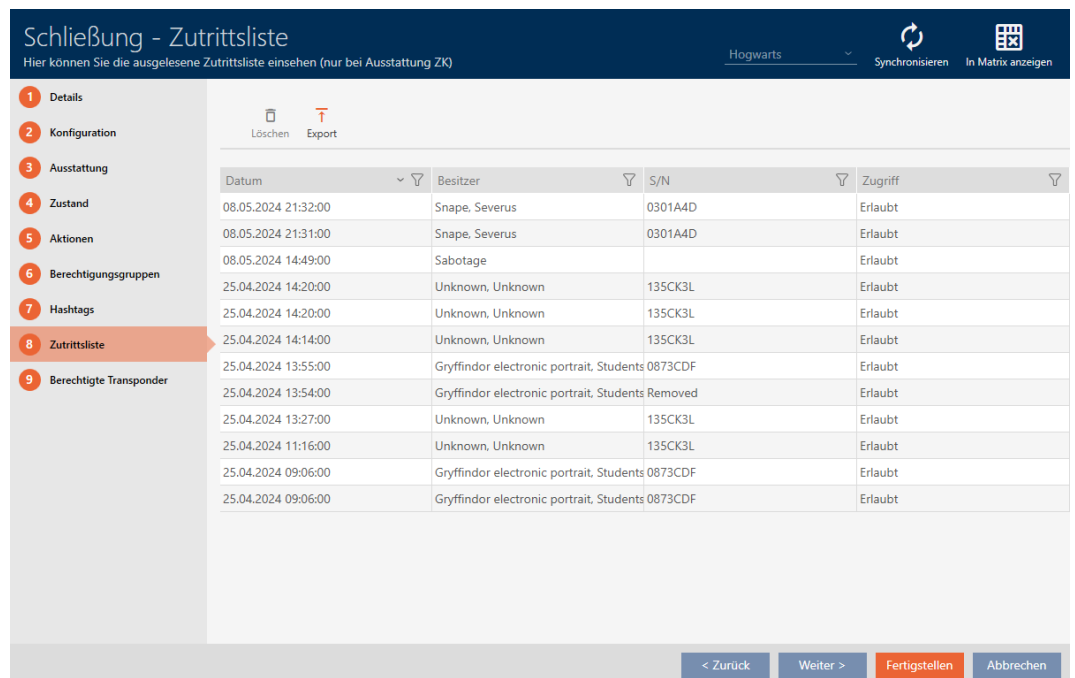 Schließung - Zutrittsliste
Hier können Sie die ausgelesene Zutrittsliste einsehen (nur bei Ausstattung ZK)
Hogwarts
Synchronisieren
In Matrix anzeigen
1 Details
2 Konfiguration
3 Ausstattung
4 Zustand
5 Aktionen
6 Berechtigungsgruppen
7 Hashtags
8 Zutrittsliste
9 Berechtigte Transponder
Löschen Export
Datum Besitzer S/N Zugriff
08.05.2024 21:32:00 Snape, Severus 0301A4D Erlaubt
08.05.2024 21:31:00 Snape, Severus 0301A4D Erlaubt
08.05.2024 14:49:00 Sabotage Erlaubt
25.04.2024 14:20:00 Unknown, Unknown 135CK3L Erlaubt
25.04.2024 14:20:00 Unknown, Unknown 135CK3L Erlaubt
25.04.2024 14:14:00 Unknown, Unknown 135CK3L Erlaubt
25.04.2024 13:55:00 Gryffindor electronic portrait, Students 0873CDF Erlaubt
25.04.2024 13:54:00 Gryffindor electronic portrait, Students Removed Erlaubt
25.04.2024 13:27:00 Unknown, Unknown 135CK3L Erlaubt
25.04.2024 11:16:00 Unknown, Unknown 135CK3L Erlaubt
25.04.2024 09:06:00 Gryffindor electronic portrait, Students 0873CDF Erlaubt
25.04.2024 09:06:00 Gryffindor electronic portrait, Students 0873CDF Erlaubt
< Zurück Weiter > Fertigstellen Abbrechen